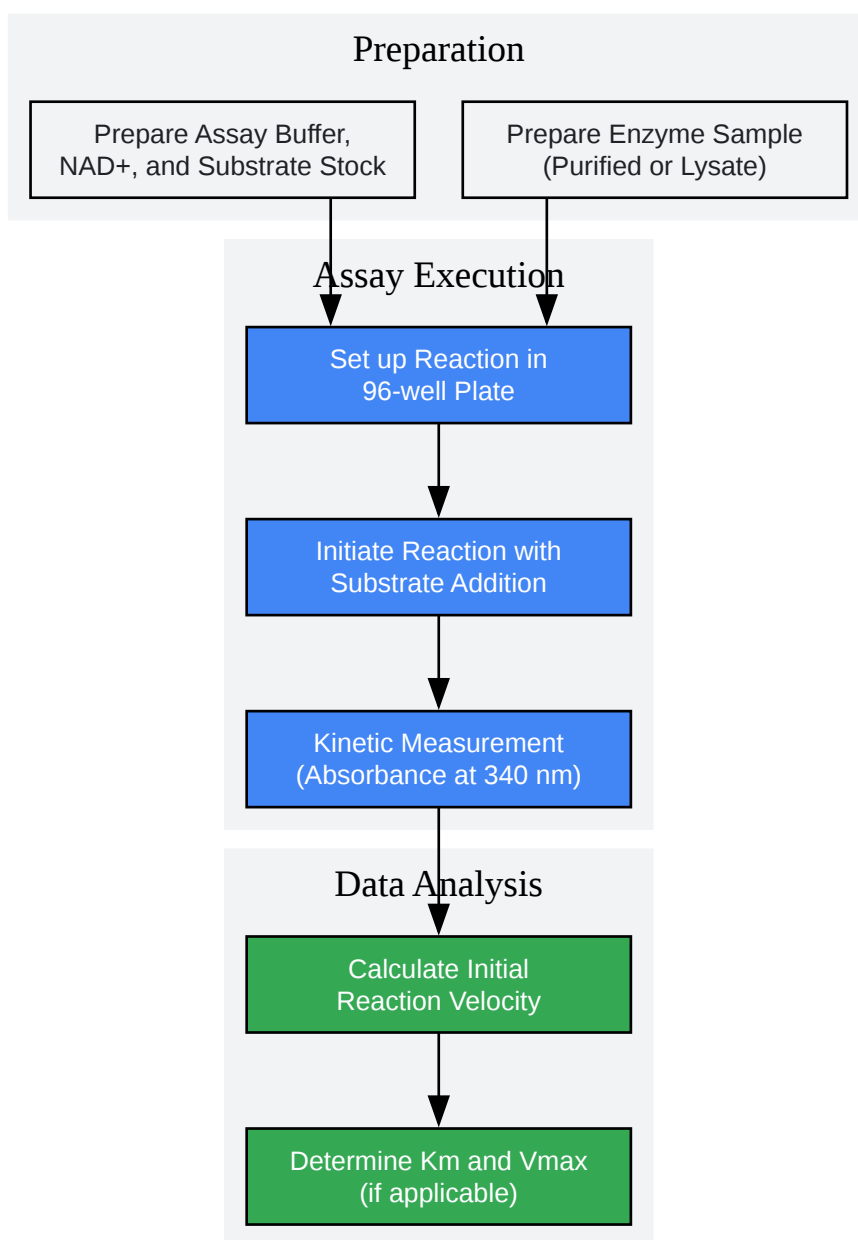 Preparation
Prepare Assay Buffer,
NAD+, and Substrate Stock
Prepare Enzyme Sample
(Purified or Lysate)
Assay Execution
Set up Reaction in
96-well Plate
Initiate Reaction with
Substrate Addition
Kinetic Measurement
(Absorbance at 340 nm)
Data Analysis
Calculate Initial
Reaction Velocity
Determine Km and Vmax
(if applicable)